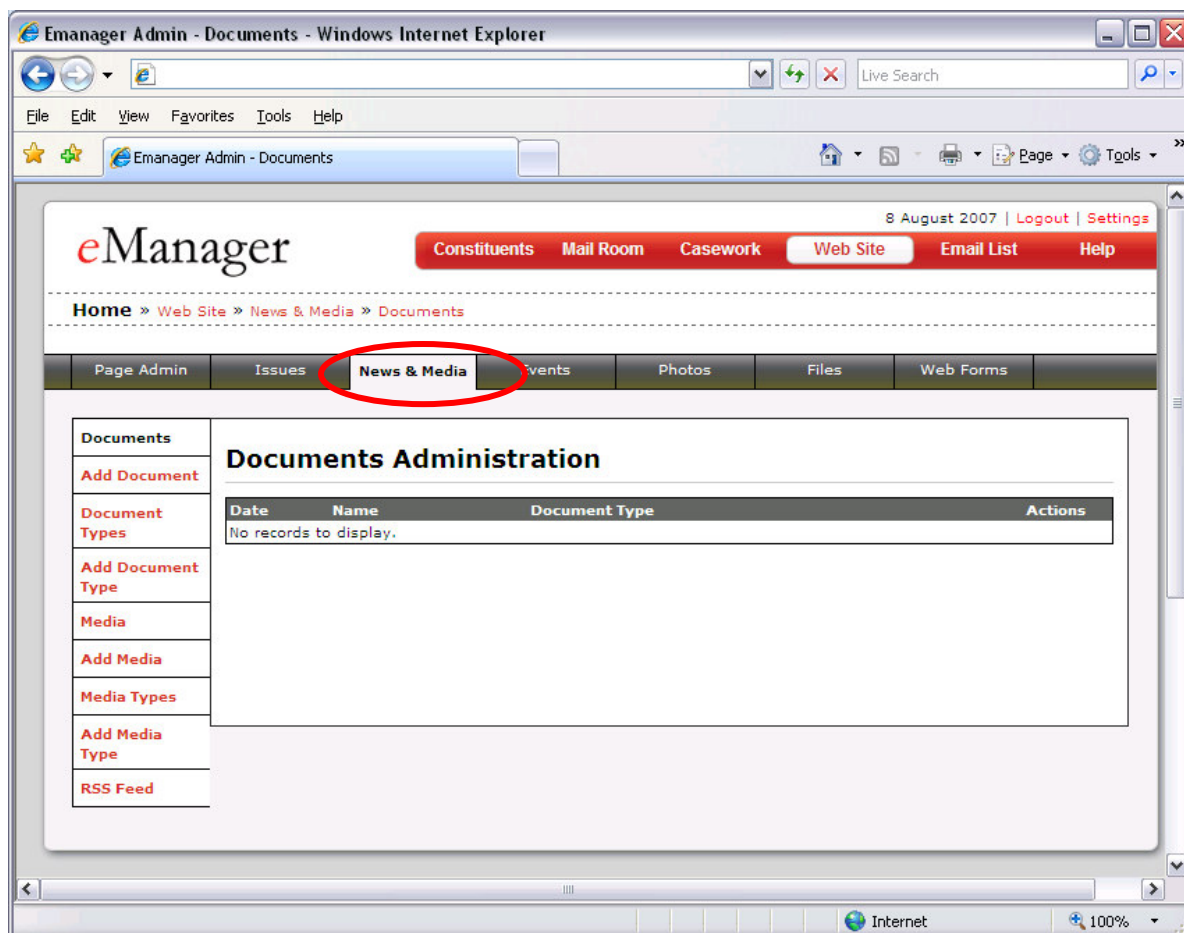 Emanager Admin - Documents - Windows Internet Explorer
Live Search
File Edit View Favorites Tools Help
Emanager Admin - Documents
Page Tools
8 August 2007 | Logout | Settings
eManager
Constituents Mail Room Casework Web Site Email List Help
Home » Web Site » News & Media » Documents
Page Admin Issues News & Media Events Photos Files Web Forms
Documents
Add Document
Document
Types
Add Document
Type
Media
Add Media
Media Types
Add Media
Type
RSS Feed
Documents Administration
Date Name Document Type Actions
No records to display.
Internet 100%